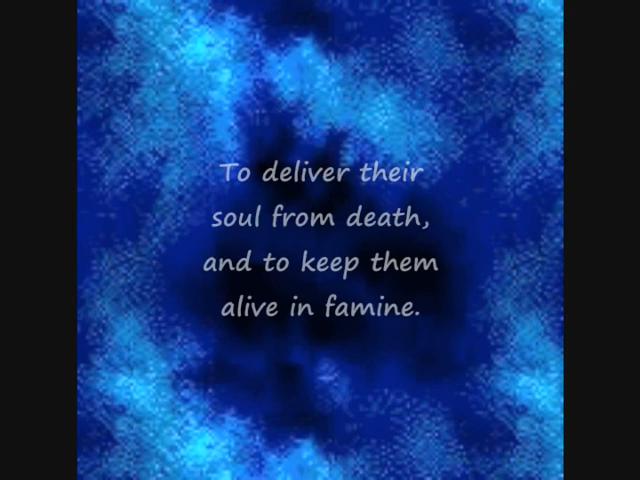 To deliver their
soul from death,
and to keep them
alive in famine.